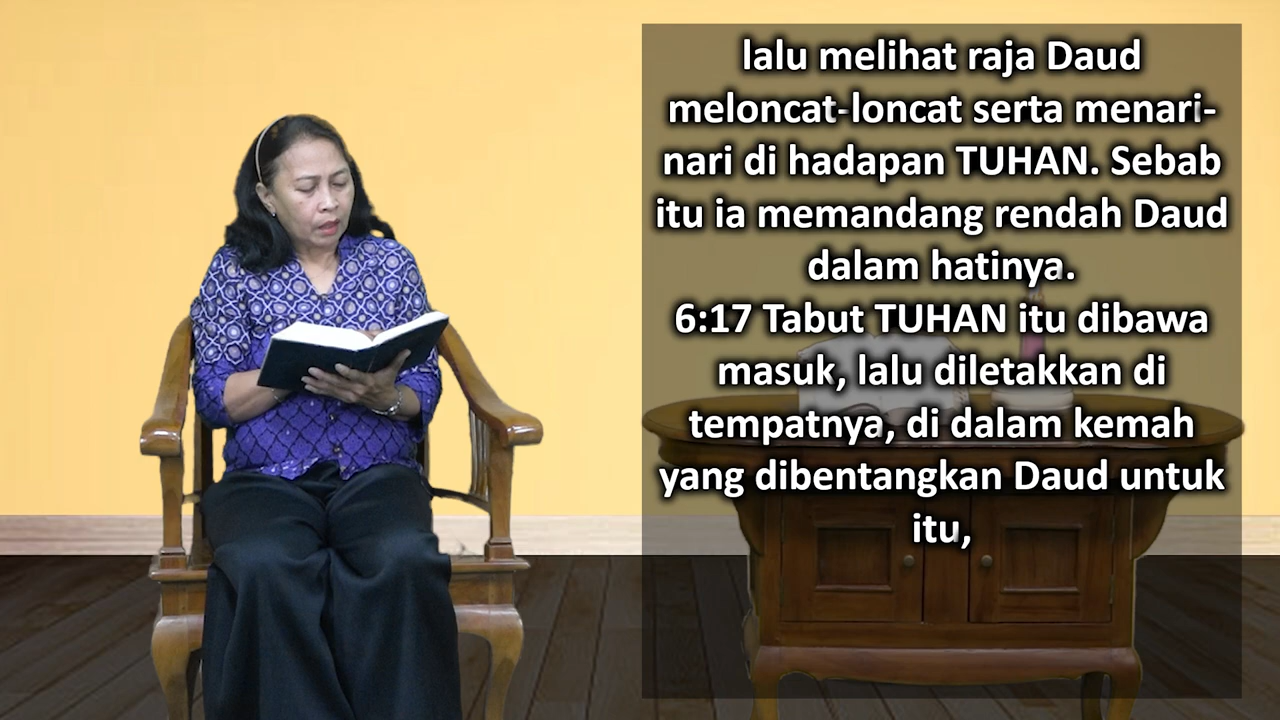 lalu melihat raja Daud
meloncat-loncat serta menari-
nari di hadapan TUHAN. Sebab
itu ia memandang rendah Daud
dalam hatinya.
6:17 Tabut TUHAN itu dibawa
masuk, lalu diletakkan di
tempatnya, di dalam kemah
yang dibentangkan Daud untuk
itu,